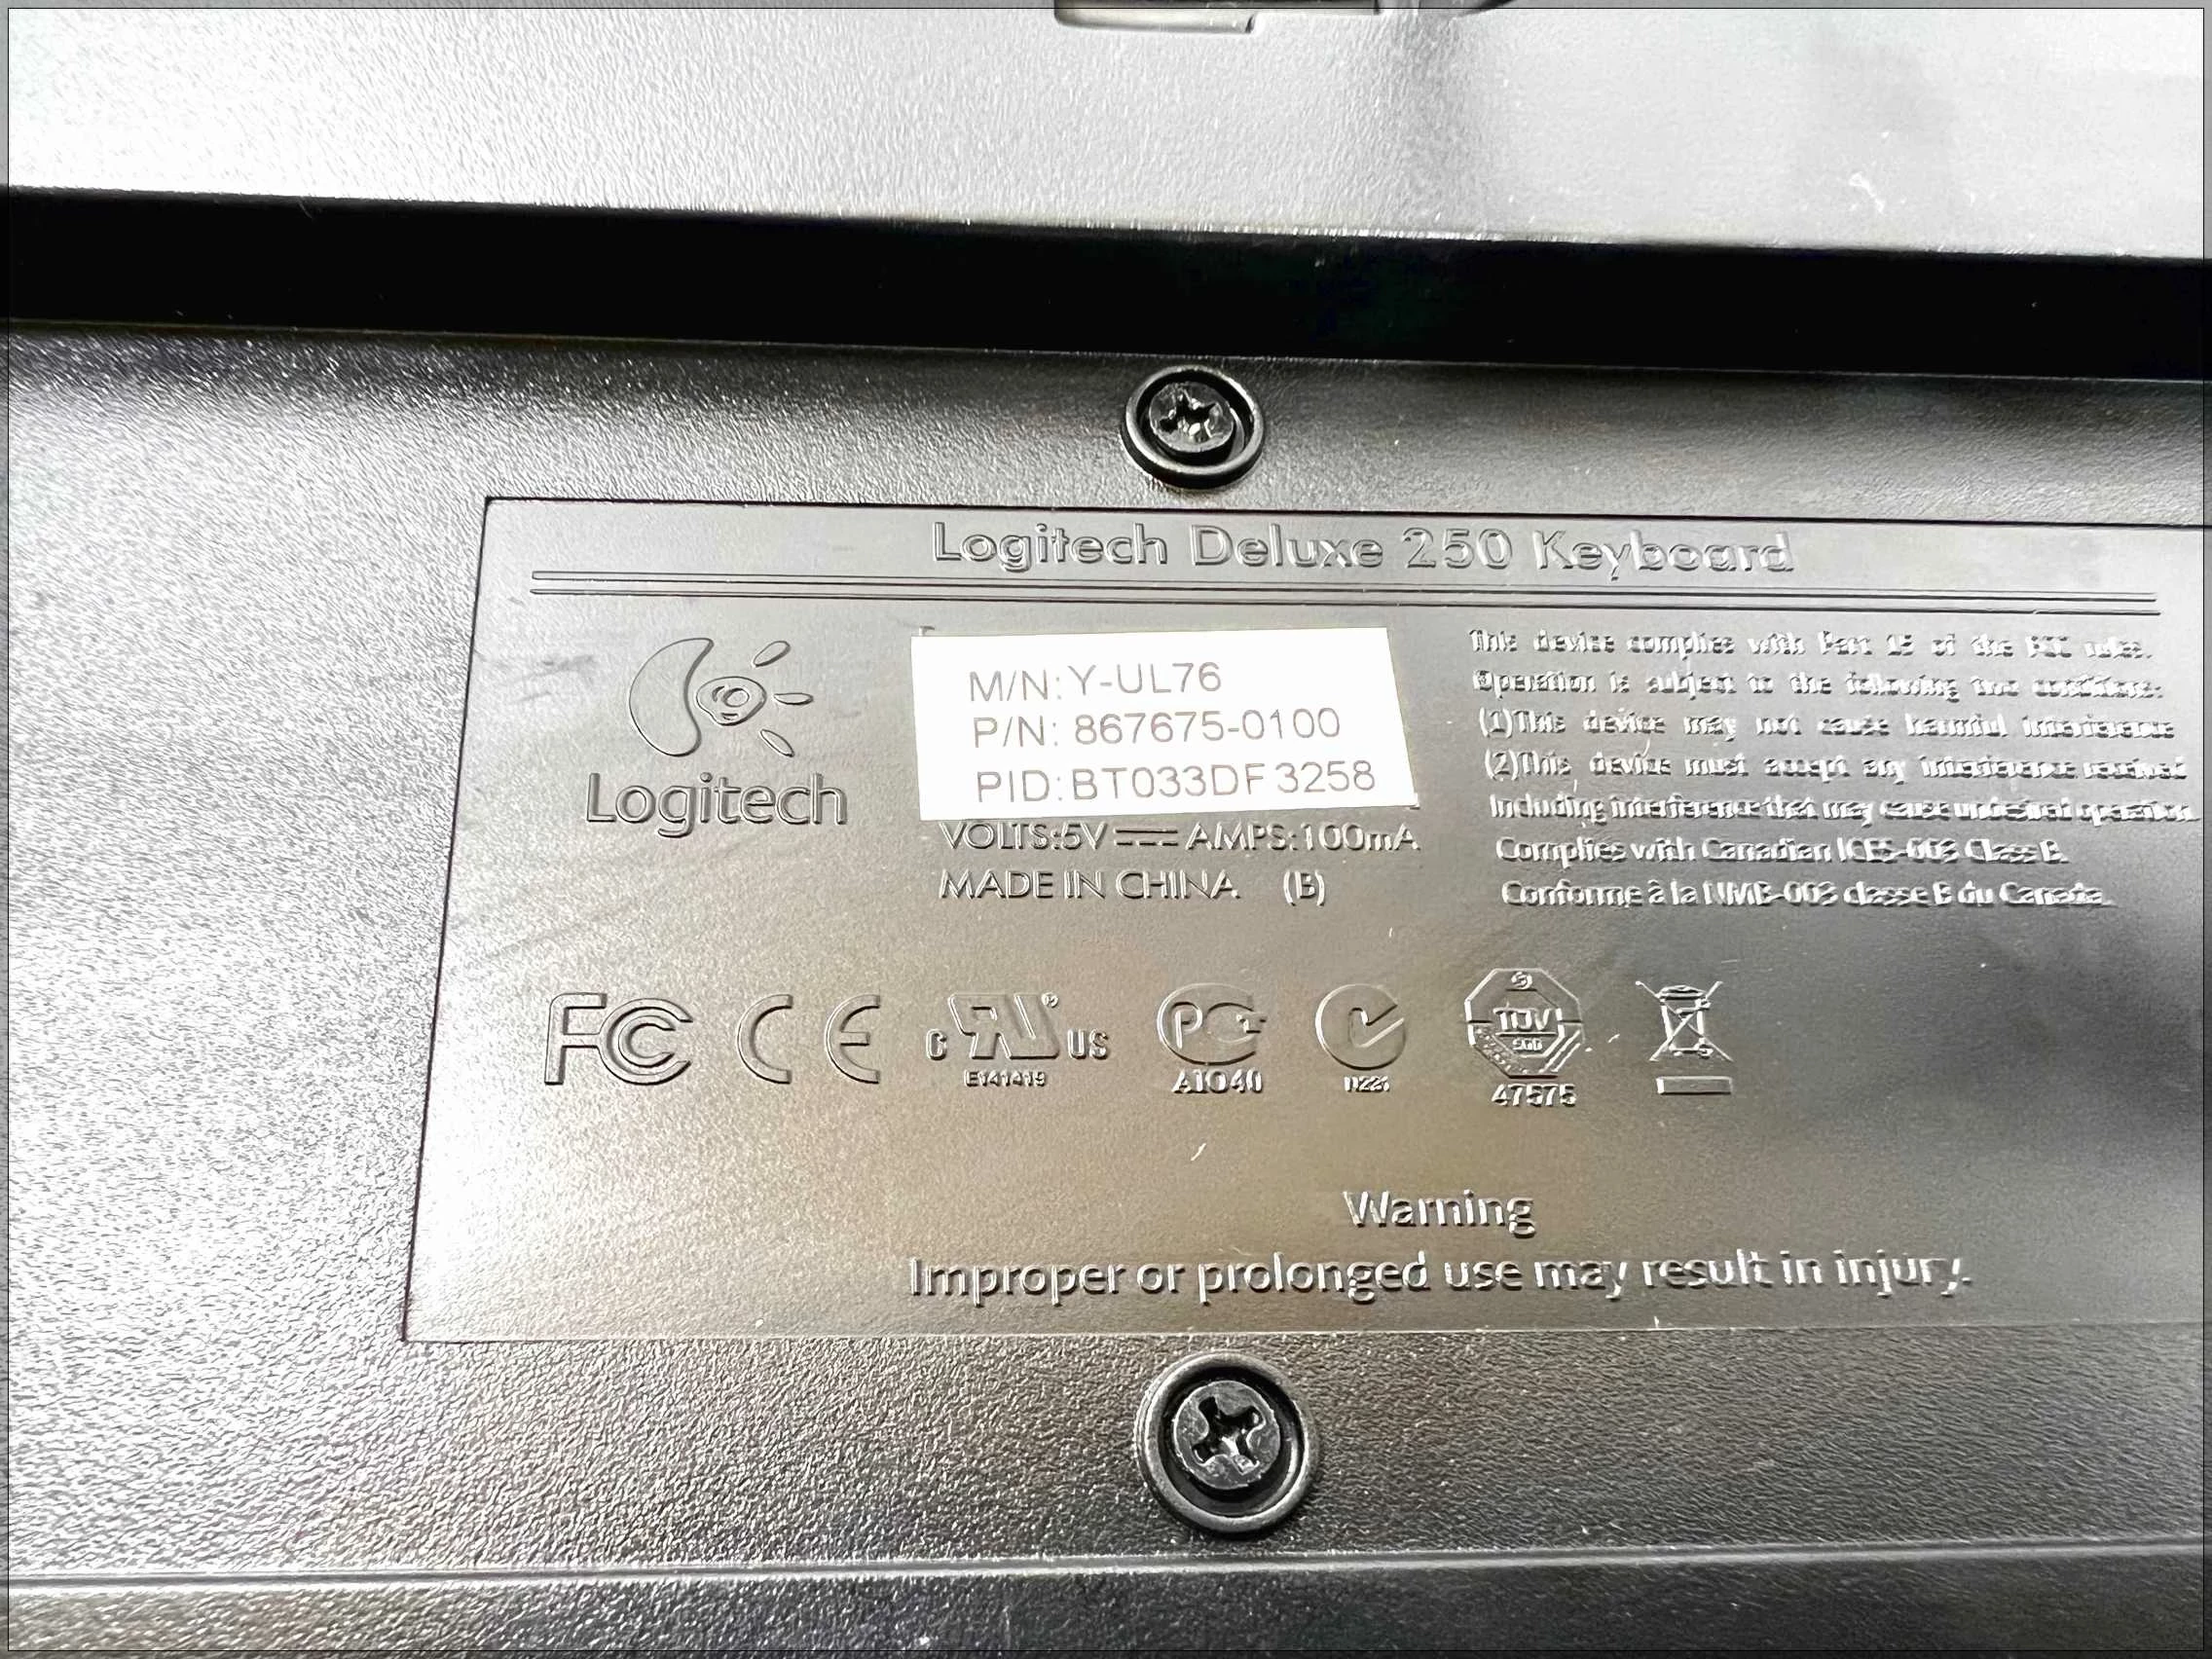 Logitech Deluxe 250 Keyboard
Logitech
M/N: Y-UL76
P/N: 867675-0100
PID: BT033DF3258
VOLTS:5V AMPS:100mA
MADE IN CHINA (B)
This device complies with Part 15 of the FCC rules.
Operation is subject to the following two conditions:
(1)This device may not cause harmful interference
(2)This device must accept any interference received
Including interference that may cause undesired operation.
Complies with Canadian ICES-003 Class B.
Conforme à la NMB-003 classe B du Canada.
FC CE
C US
E141419
PG
A1040
N221
TUV
47575
Warning
Improper or prolonged use may result in injury.